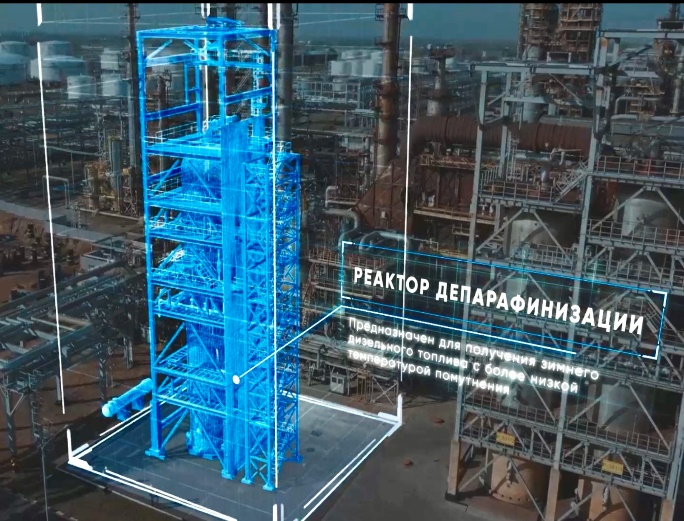 РЕАКТОР ДЕПАРАФИНИЗАЦИИ
Предназначен для получения зимнего
дизельного топлива с более низкой
температурой помутнения